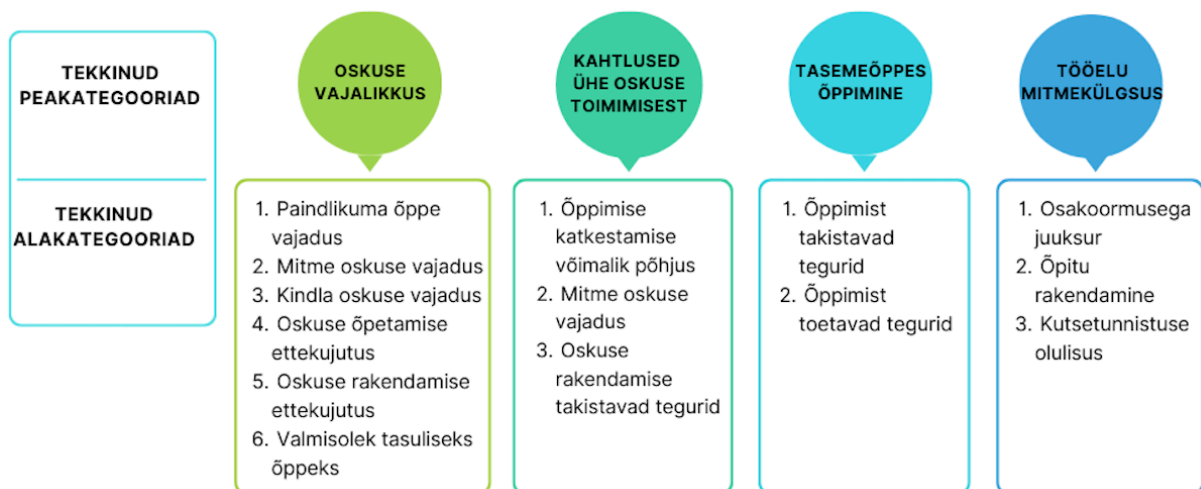 TEKKINUD
PEAKATEGOORIAD
TEKKINUD
ALAKATEGOORIAD
OSKUSE
VAJALIKKUS
1. Paindlikuma õppe
vajadus
2. Mitme oskuse vajadus
3. Kindla oskuse vajadus
4. Oskuse õpetamise
ettekujutus
5. Oskuse rakendamise
ettekujutus
6. Valmisolek tasuliseks
õppeks
KAHTLUSED
ÜHE OSKUSE
TOIMIMISEST
1. Õppimise
katkestamise
võimalik põhjus
2. Mitme oskuse
vajadus
3. Oskuse
rakendamise
takistavad tegurid
TASEMEÕPPES
ÕPPIMINE
1. Õppimist
takistavad
tegurid
2. Õppimist
toetavad tegurid
TÖÖELU
MITMEKÜLGSUS
1. Osakoormusega
juuksur
2. Õpitu
rakendamine
3. Kutsetunnistuse
olulisus